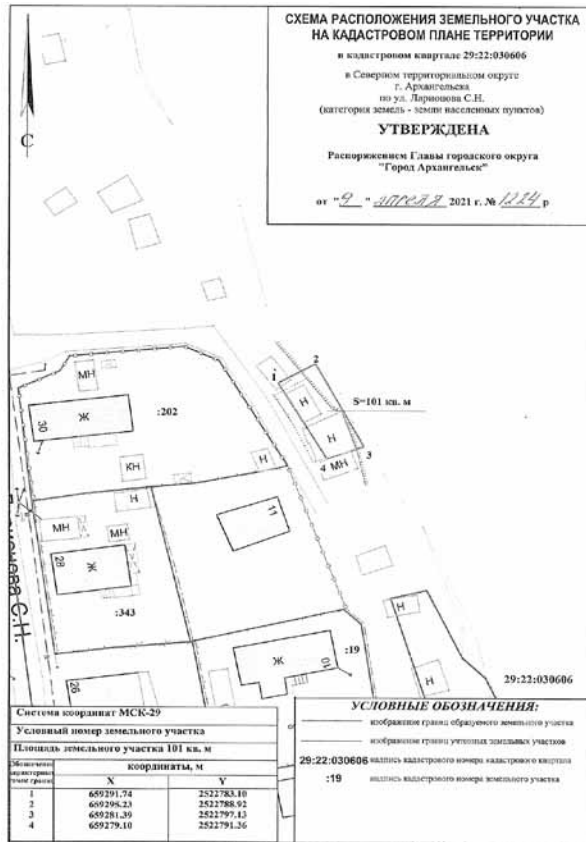 СХЕМА РАСПОЛОЖЕНИЯ ЗЕМЕЛЬНОГО УЧАСТКА
НА КАДАСТРОВОМ ПЛАНЕ ТЕРРИТОРИИ
в кадастровом квартале 29:22:030606
в Северном территориальном округе
г. Архангельска
по ул. Ларионова С.Н.
(категория земель - земли населенных пунктов)
УТВЕРЖДЕНА
Распоряжением Главы городского округа
"Город Архангельск"
от "9" апреля 2021 г. № 1224 р
С
1
2
Н
S=101 кв. м
Н
3
4
МН
МН
Ж
:202
30
КН
Н
Н
МН
МН
11
28
Ж
:343
С.Н.
Н
:19
Ж
10
26
Н
29:22:030606
Система координат МСК-29
Условный номер земельного участка
Площадь земельного участка 101 кв. м
Обозначение характерных точек границ
координаты, м
X Y
1 659291.74 2522783.10
2 659295.23 2522788.92
3 659281.39 2522797.13
4 659279.10 2522791.36
УСЛОВНЫЕ ОБОЗНАЧЕНИЯ:
изображение границ образуемого земельного участка
изображение границ учтенных земельных участков
29:22:030606 надпись кадастрового номера кадастрового квартала
:19 надпись кадастрового номера земельного участка